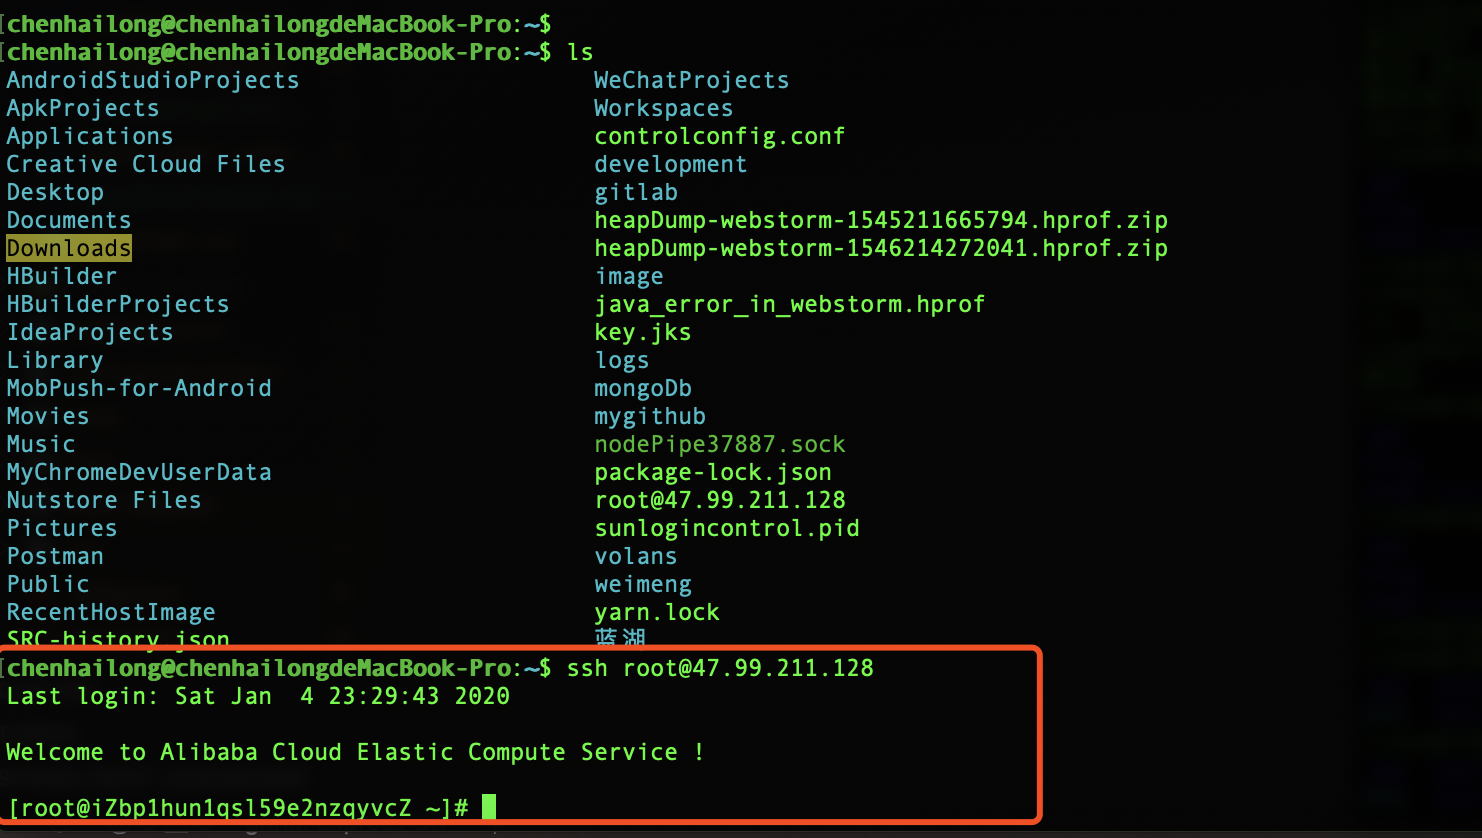 [chenhailong@chenhailongdeMacBook-Pro:~$
[chenhailong@chenhailongdeMacBook-Pro:~$ ls
AndroidStudioProjects WeChatProjects
ApkProjects Workspaces
Applications controlconfig.conf
Creative Cloud Files development
Desktop gitlab
Documents heapDump-webstorm-1545211665794.hprof.zip
Downloads heapDump-webstorm-1546214272041.hprof.zip
HBuilder image
HBuilderProjects java_error_in_webstorm.hprof
IdeaProjects key.jks
Library logs
MobPush-for-Android mongoDb
Movies mygithub
Music nodePipe37887.sock
MyChromeDevUserData package-lock.json
Nutstore Files root@47.99.211.128
Pictures sunlogincontrol.pid
Postman volans
Public weimeng
RecentHostImage yarn.lock
SRC-history.json 蓝湖
[chenhailong@chenhailongdeMacBook-Pro:~$ ssh root@47.99.211.128
Last login: Sat Jan  4 23:29:43 2020
Welcome to Alibaba Cloud Elastic Compute Service !
[root@iZbp1hun1qsl59e2nzqyvcZ ~]#